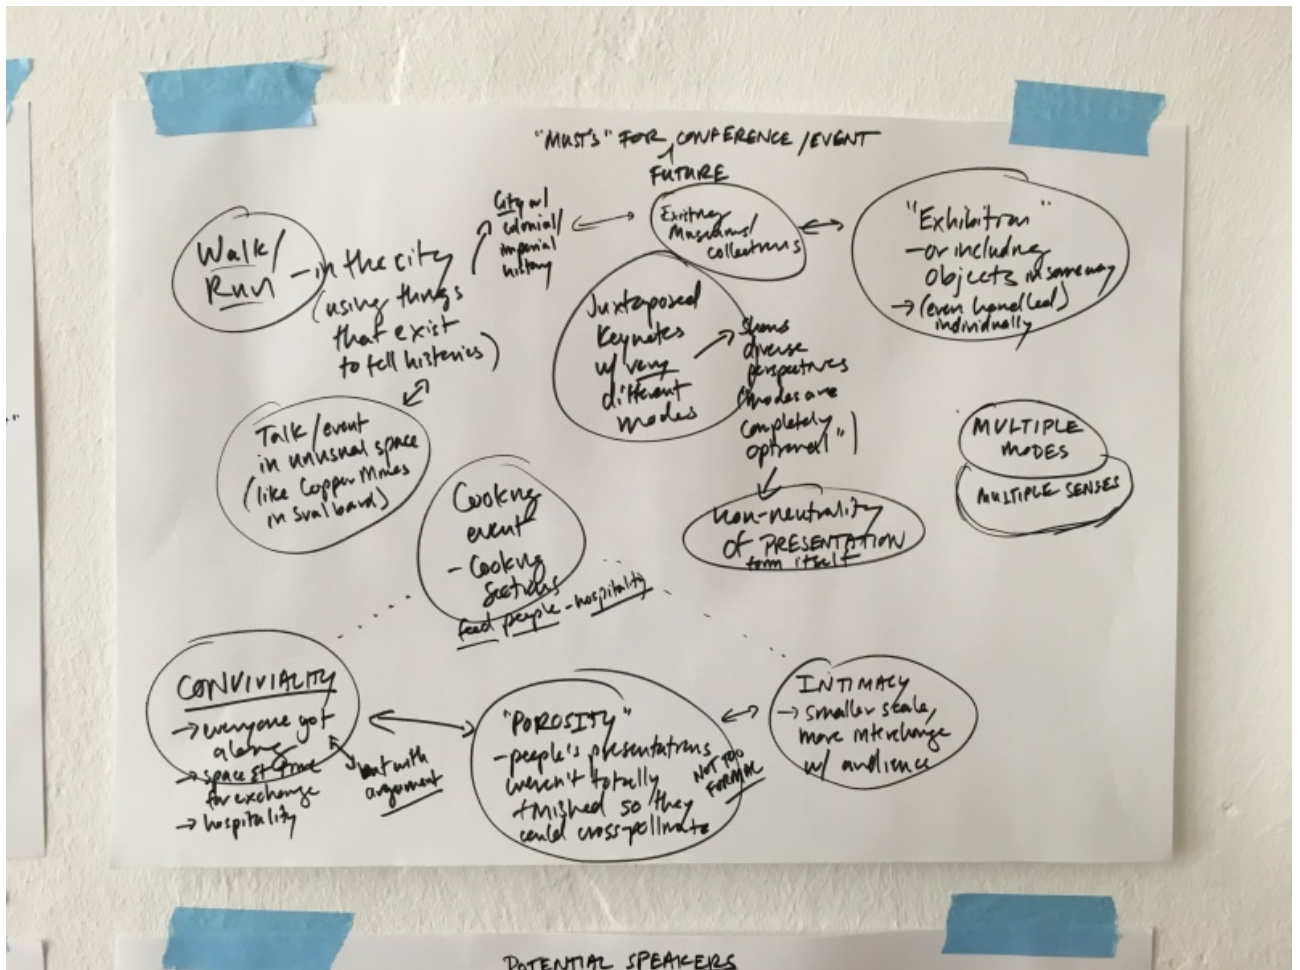 "MUSTS" FOR CONFERENCE/EVENT
FUTURE
Walk/
Run
- in the city
(using things
that exist
to tell histories)
City w/
colonial/
imperial
history
Existing
Museums/
collections
"Exhibition"
- or including
objects in some way
→ (even handled)
individually
Juxtaposed
Keynotes
w/ very
different
modes
shows
diverse
perspectives
("modes are
completely
optional")
non-neutrality
of PRESENTATION
form itself
MULTIPLE
MODES
MULTIPLE SENSES
Talk/event
in unusual space
(like Copper Mines
in Svalbard)
Cooking
event
- Cooking
Sections
feed people - hospitality
CONVIVIALITY
→ everyone got
along
→ space & time
for exchange
→ hospitality
but with
argument
"POROSITY"
- people's presentations
weren't totally
finished so they
could cross-pollinate
NOT TOO
FORMAL
INTIMACY
→ smaller scale,
more interchange
w/ audience
POTENTIAL SPEAKERS